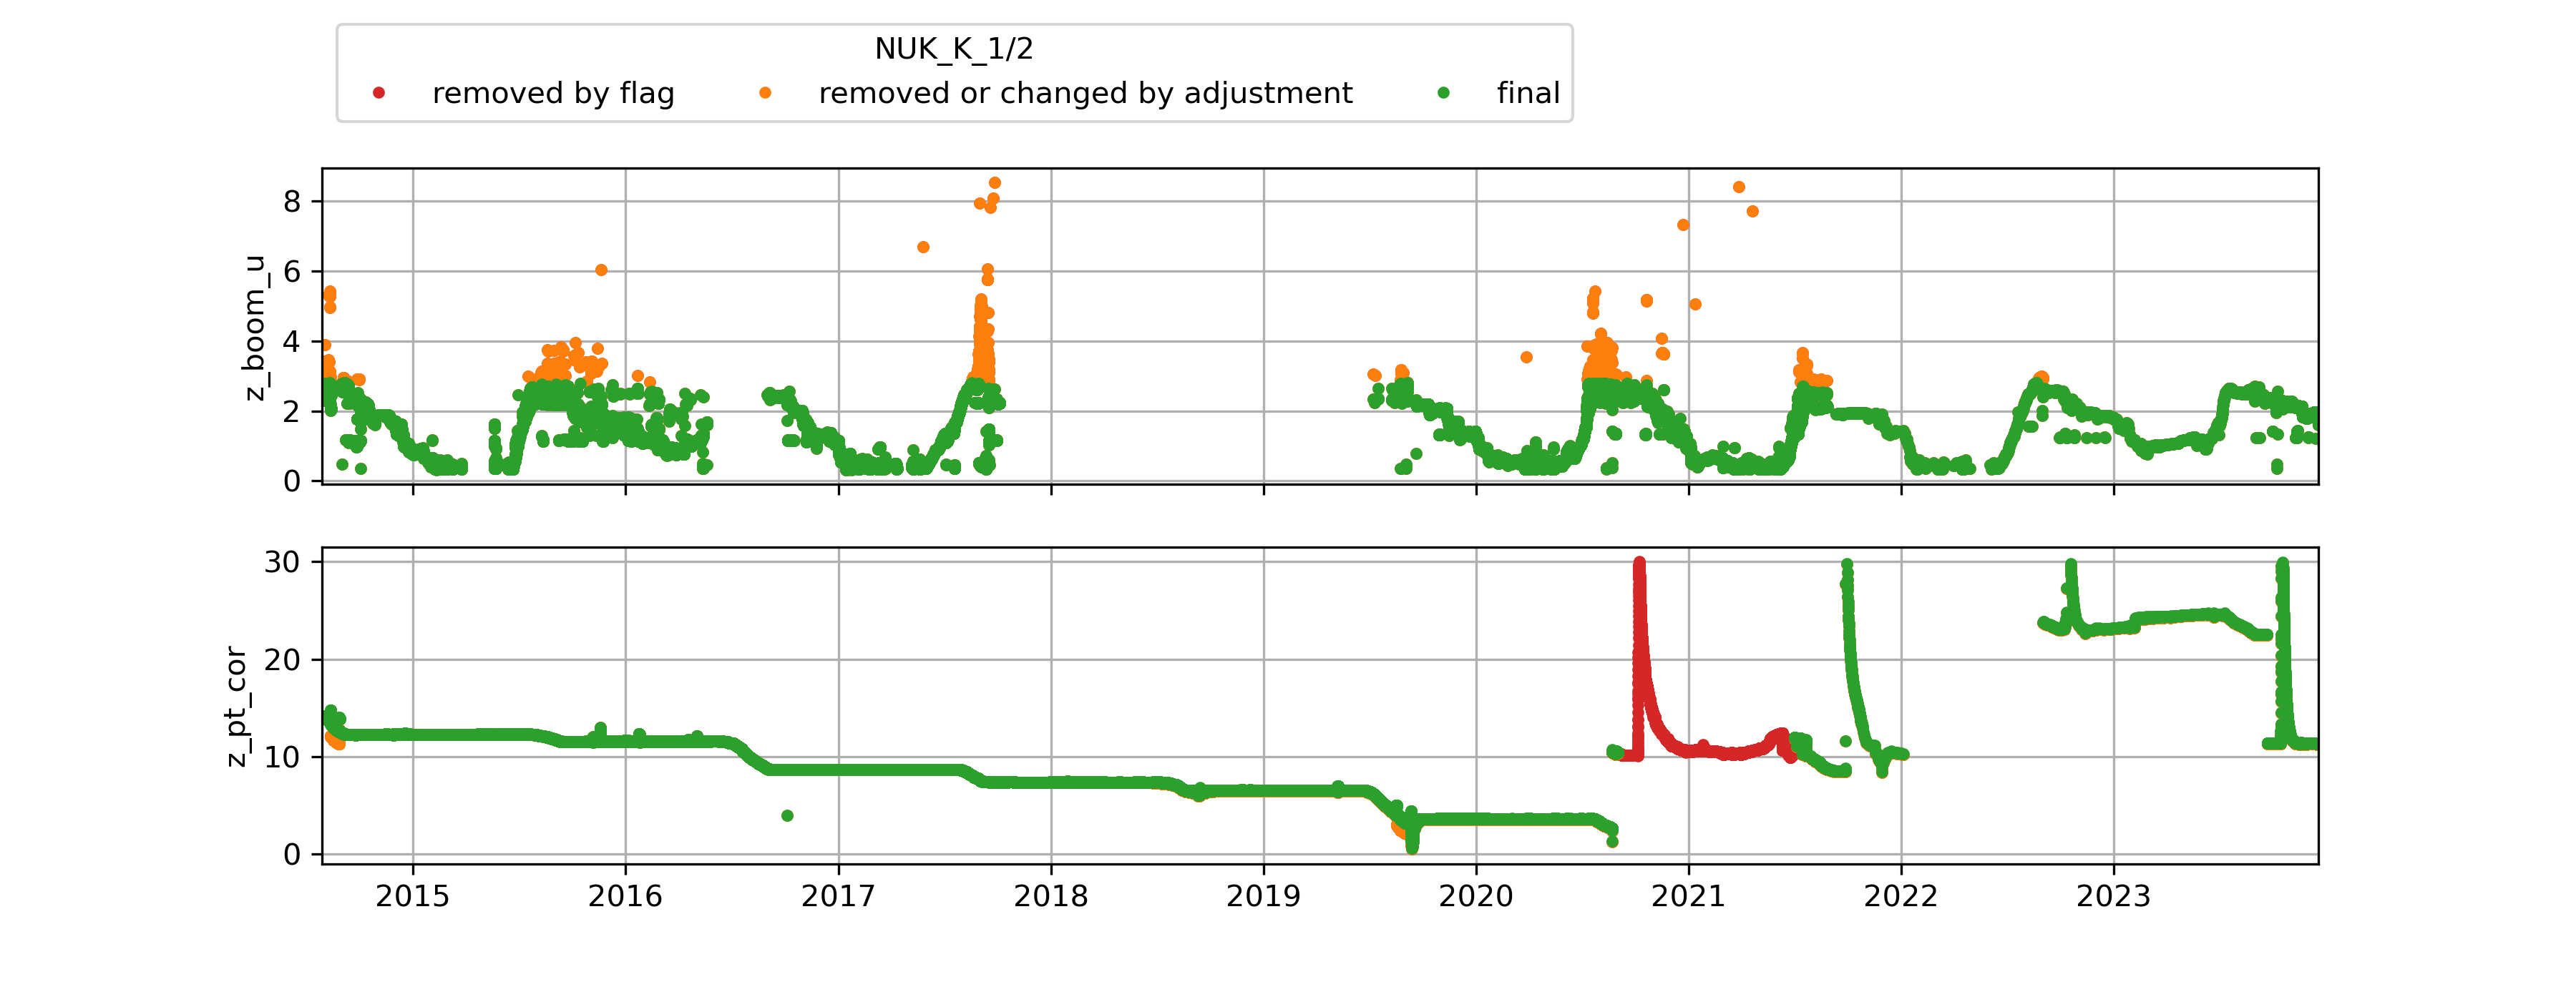 NUK_K_1/2
removed by flag removed or changed by adjustment final
z_boom_u
8
6
4
2
0
z_pt_cor
30
20
10
0
2015 2016 2017 2018 2019 2020 2021 2022 2023